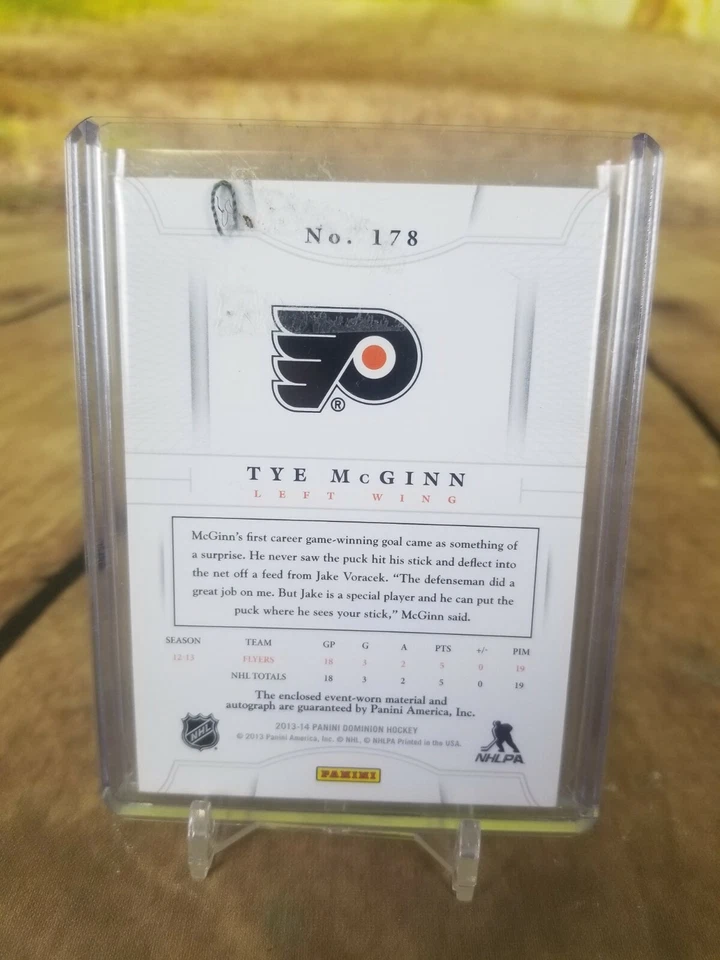 No. 178
®
TYE McGINN
LEFT WING
McGinn's first career game-winning goal came as something of
a surprise. He never saw the puck hit his stick and deflect into
the net off a feed from Jake Voracek. “The defenseman did a
great job on me. But Jake is a special player and he can put the
puck where he sees your stick,” McGinn said.
SEASON TEAM GP G A PTS +/- PIM
12-13 FLYERS 18 3 2 5 0 19
NHL TOTALS 18 3 2 5 0 19
The enclosed event-worn material and
autograph are guaranteed by Panini America, Inc.
2013-14 PANINI DOMINION HOCKEY
© 2013 Panini America, Inc. © NHL. © NHLPA Printed in the USA.
NHL
NHLPA
PANINI